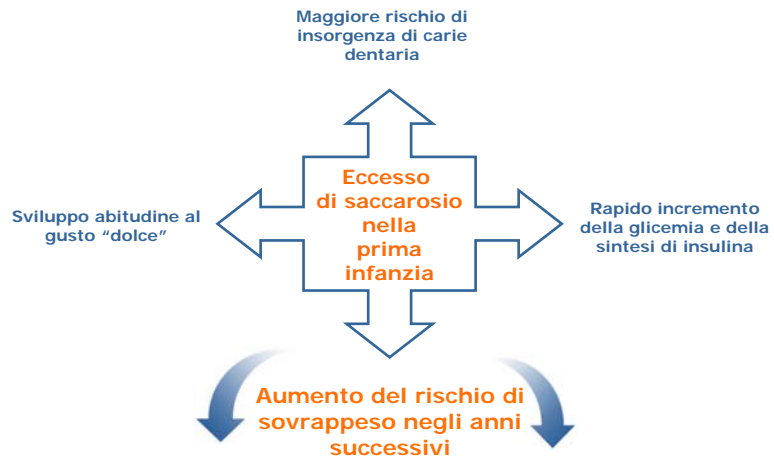 Maggiore rischio di
insorgenza di carie
dentaria
Eccesso
di saccarosio
nella
prima
infanzia
Sviluppo abitudine al
gusto “dolce”
Rapido incremento
della glicemia e della
sintesi di insulina
Aumento del rischio di
sovrappeso negli anni
successivi